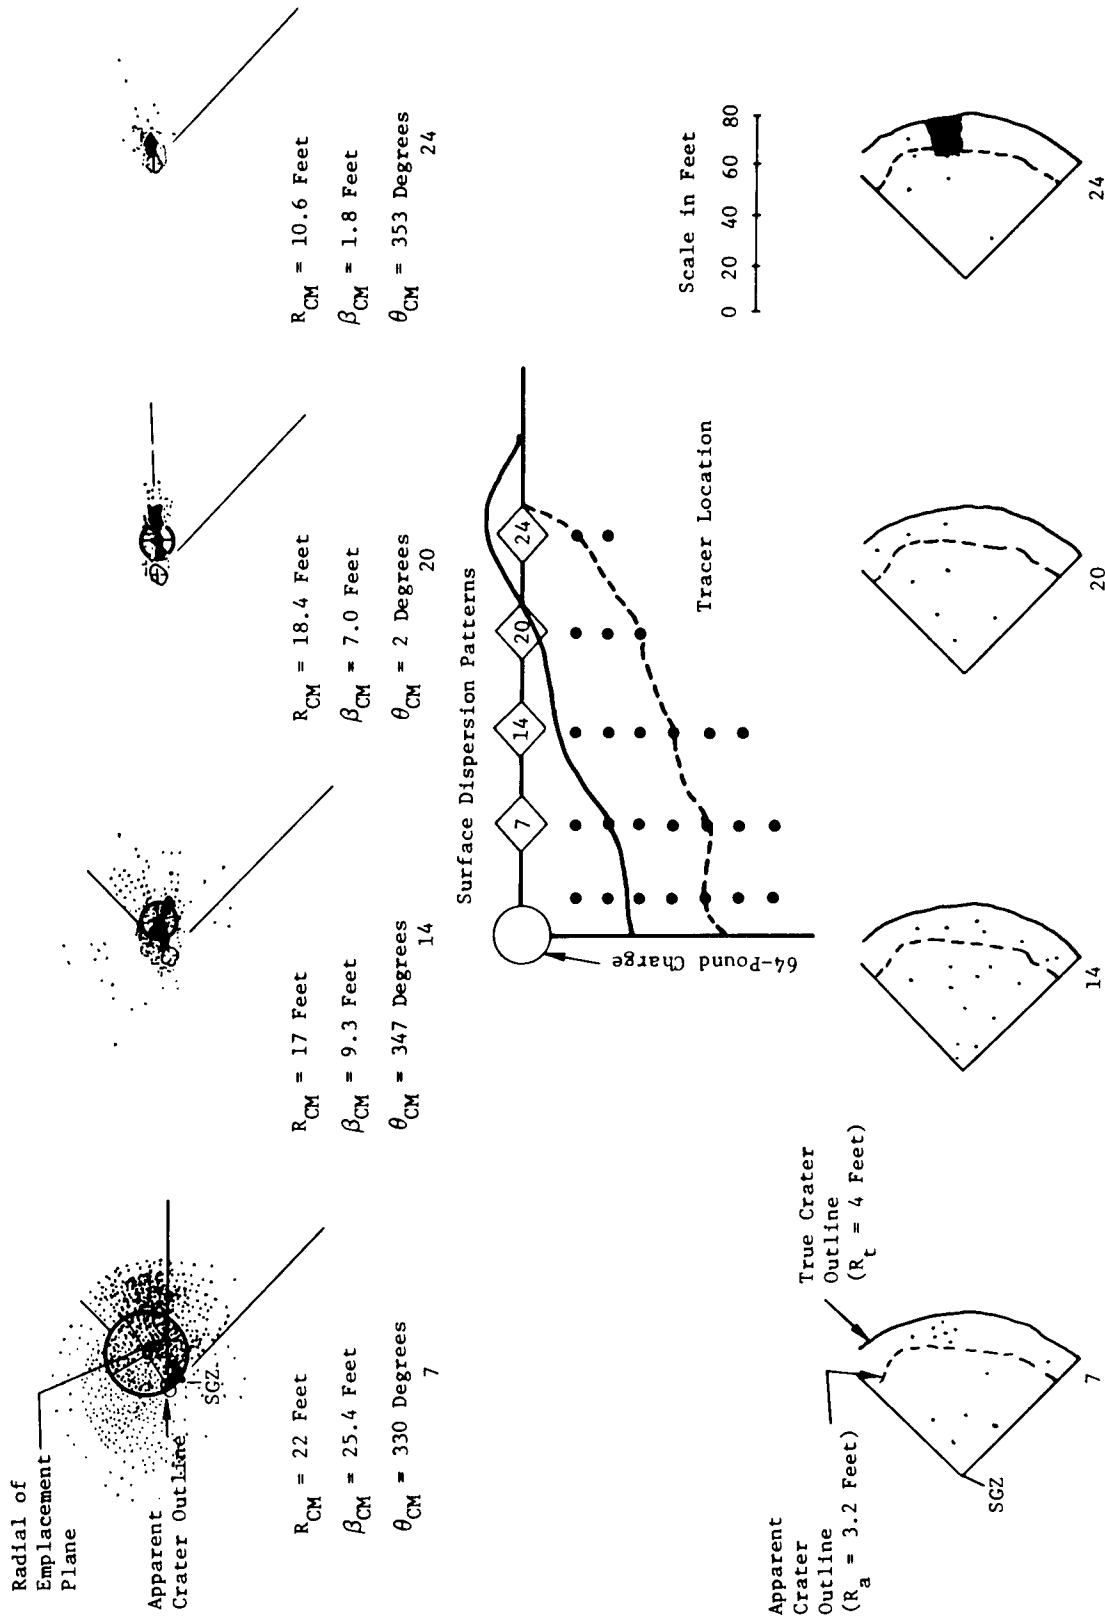 Radial of
Emplacement
Plane
Apparent
Crater Outline
SGZ
R_CM = 22 Feet
β_CM = 25.4 Feet
θ_CM = 330 Degrees
7
R_CM = 17 Feet
β_CM = 9.3 Feet
θ_CM = 347 Degrees
14
R_CM = 18.4 Feet
β_CM = 7.0 Feet
θ_CM = 2 Degrees
20
R_CM = 10.6 Feet
β_CM = 1.8 Feet
θ_CM = 353 Degrees
24
Surface Dispersion Patterns
7
14
20
24
64-Pound Charge
Tracer Location
Scale in Feet
0 20 40 60 80
Apparent
Crater
Outline
(R_a = 3.2 Feet)
True Crater
Outline
(R_t = 4 Feet)
SGZ
7
14
20
24